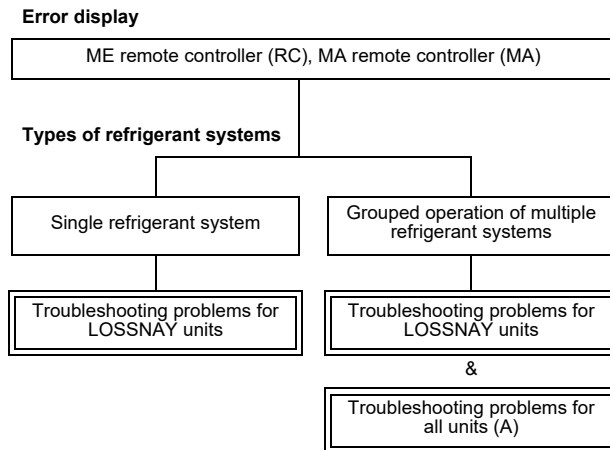 Error display
ME remote controller (RC), MA remote controller (MA)
Types of refrigerant systems
Single refrigerant system
Grouped operation of multiple
refrigerant systems
Troubleshooting problems for
LOSSNAY units
Troubleshooting problems for
LOSSNAY units
&
Troubleshooting problems for
all units (A)